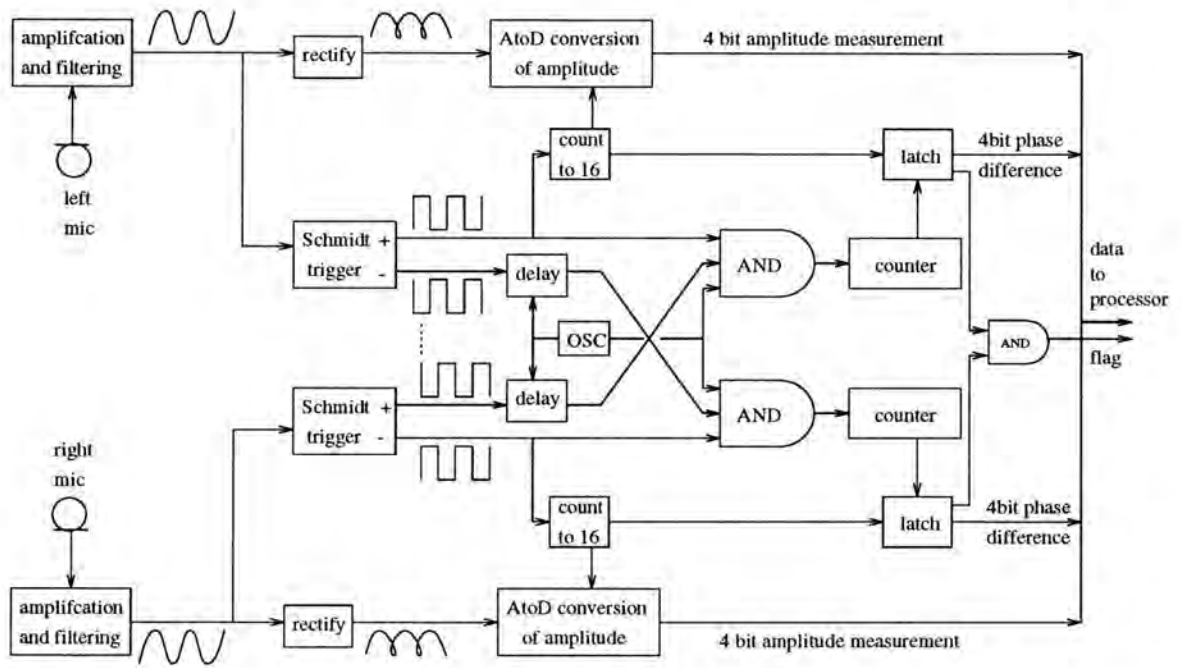 amplifcation
and filtering
rectify
AtoD conversion
of amplitude
4 bit amplitude measurement
left
mic
count
to 16
latch
4bit phase
difference
Schmidt +
trigger -
delay
AND
counter
data
to
processor
OSC
AND
flag
delay
Schmidt +
trigger -
AND
counter
right
mic
count
to 16
latch
4bit phase
difference
amplifcation
and filtering
rectify
AtoD conversion
of amplitude
4 bit amplitude measurement